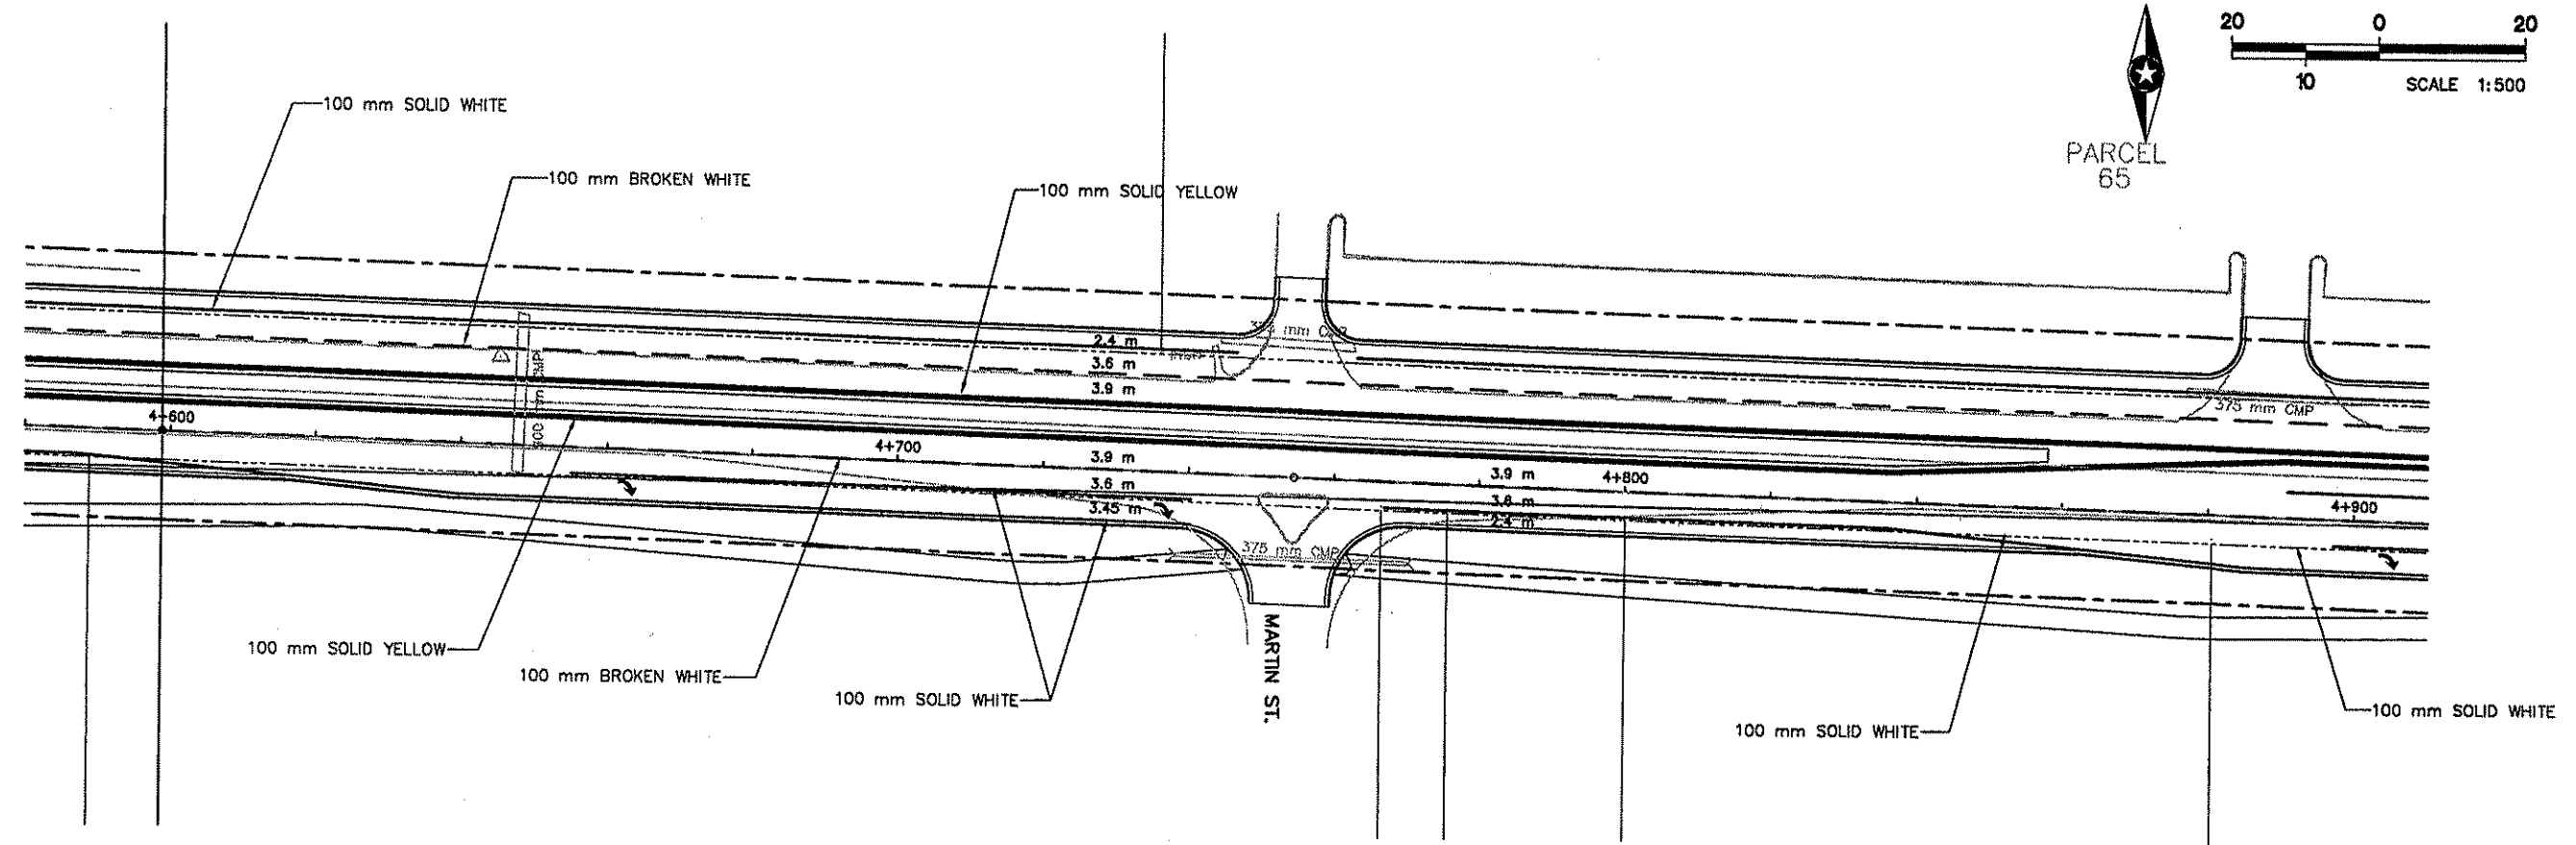 20 0 20
10
SCALE 1:500
PARCEL
65
100 mm SOLID WHITE
100 mm BROKEN WHITE
100 mm SOLID YELLOW
2.4 m
3.6 m
3.9 m
375 mm CMP
4+600
4+700
3.9 m
3.6 m
3.45 m
3.9 m
3.6 m
2.4 m
4+800
4+900
375 mm CMP
MARTIN ST.
100 mm SOLID YELLOW
100 mm BROKEN WHITE
100 mm SOLID WHITE
100 mm SOLID WHITE
100 mm SOLID WHITE